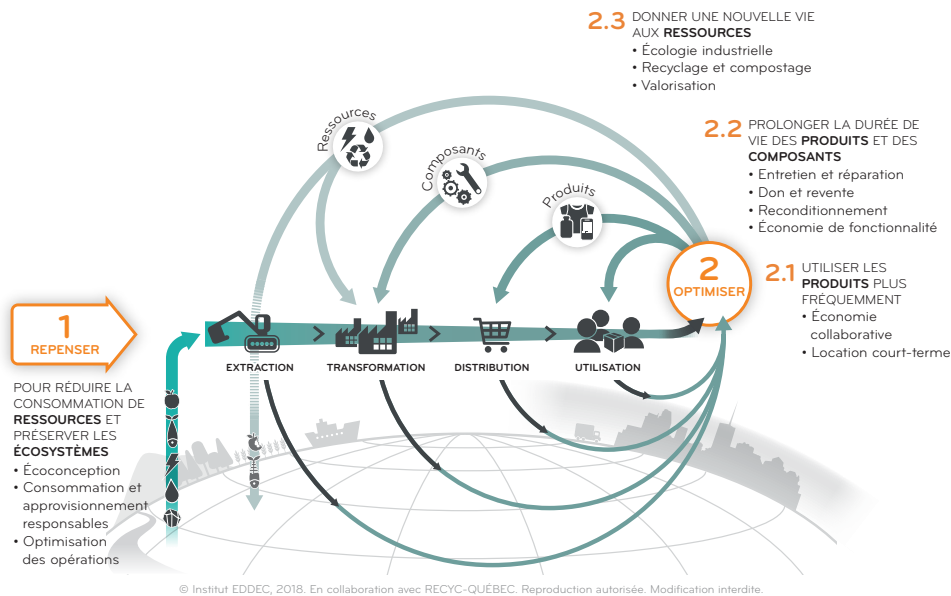 2.3 DONNER UNE NOUVELLE VIE
AUX RESSOURCES
• Écologie industrielle
• Recyclage et compostage
• Valorisation
Ressources
Composants
Produits
2.2 PROLONGER LA DURÉE DE
VIE DES PRODUITS ET DES
COMPOSANTS
• Entretien et réparation
• Don et revente
• Reconditionnement
• Économie de fonctionnalité
2
OPTIMISER
2.1 UTILISER LES
PRODUITS PLUS
FRÉQUEMMENT
• Économie
collaborative
• Location court-terme
1
REPENSER
EXTRACTION
TRANSFORMATION
DISTRIBUTION
UTILISATION
POUR RÉDUIRE LA
CONSOMMATION DE
RESSOURCES ET
PRÉSERVER LES
ÉCOSYSTÈMES
• Écoconception
• Consommation et
approvisionnement
responsables
• Optimisation
des opérations
© Institut EDDEC, 2018. En collaboration avec RECYC-QUÉBEC. Reproduction autorisée. Modification interdite.